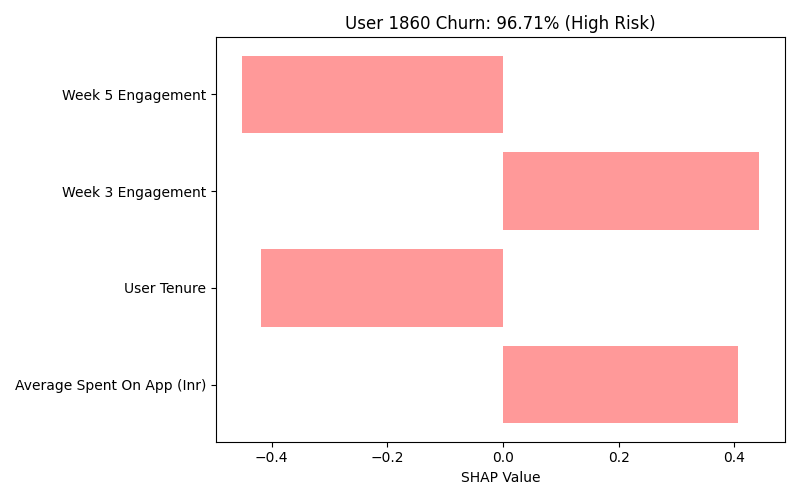 User 1860 Churn: 96.71% (High Risk)
Week 5 Engagement
Week 3 Engagement
User Tenure
Average Spent On App (Inr)
−0.4 −0.2 0.0 0.2 0.4
SHAP Value